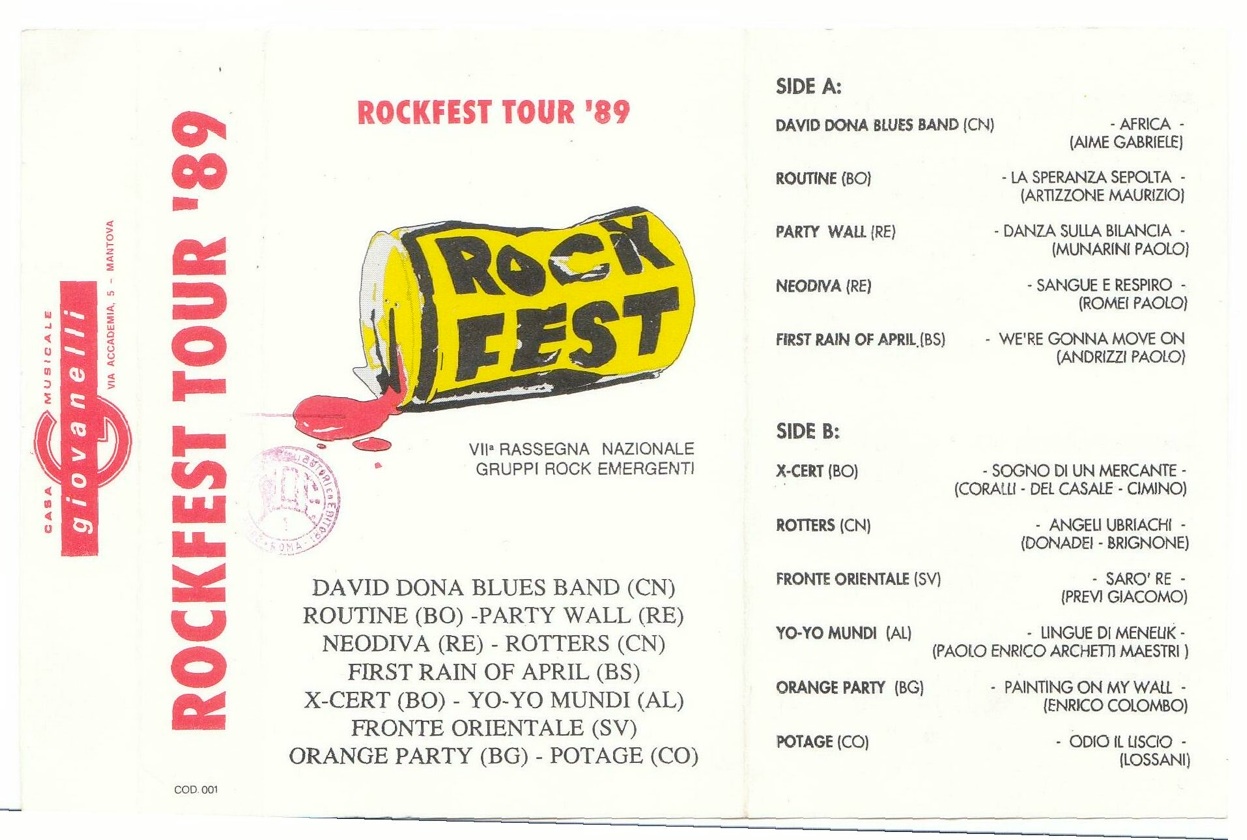 CASA MUSICALE
giovanelli
VIA ACCADEMIA, 5 - MANTOVA
ROCKFEST TOUR '89
COD. 001
ROCKFEST TOUR '89
ROCK
FEST
VIIª RASSEGNA NAZIONALE
GRUPPI ROCK EMERGENTI
ROMA
DAVID DONA BLUES BAND (CN)
ROUTINE (BO) -PARTY WALL (RE)
NEODIVA (RE) - ROTTERS (CN)
FIRST RAIN OF APRIL (BS)
X-CERT (BO) - YO-YO MUNDI (AL)
FRONTE ORIENTALE (SV)
ORANGE PARTY (BG) - POTAGE (CO)
SIDE A:
DAVID DONA BLUES BAND (CN) - AFRICA -
(AIME GABRIELE)
ROUTINE (BO) - LA SPERANZA SEPOLTA -
(ARTIZZONE MAURIZIO)
PARTY WALL (RE) - DANZA SULLA BILANCIA -
(MUNARINI PAOLO)
NEODIVA (RE) - SANGUE E RESPIRO -
(ROMEI PAOLO)
FIRST RAIN OF APRIL.(BS) - WE'RE GONNA MOVE ON
(ANDRIZZI PAOLO)
SIDE B:
X-CERT (BO) - SOGNO DI UN MERCANTE -
(CORALLI - DEL CASALE - CIMINO)
ROTTERS (CN) - ANGELI UBRIACHI -
(DONADEI - BRIGNONE)
FRONTE ORIENTALE (SV) - SARO' RE -
(PREVI GIACOMO)
YO-YO MUNDI (AL) - LINGUE DI MENELIK -
(PAOLO ENRICO ARCHETTI MAESTRI )
ORANGE PARTY (BG) - PAINTING ON MY WALL -
(ENRICO COLOMBO)
POTAGE (CO) - ODIO IL LISCIO -
(LOSSANI)